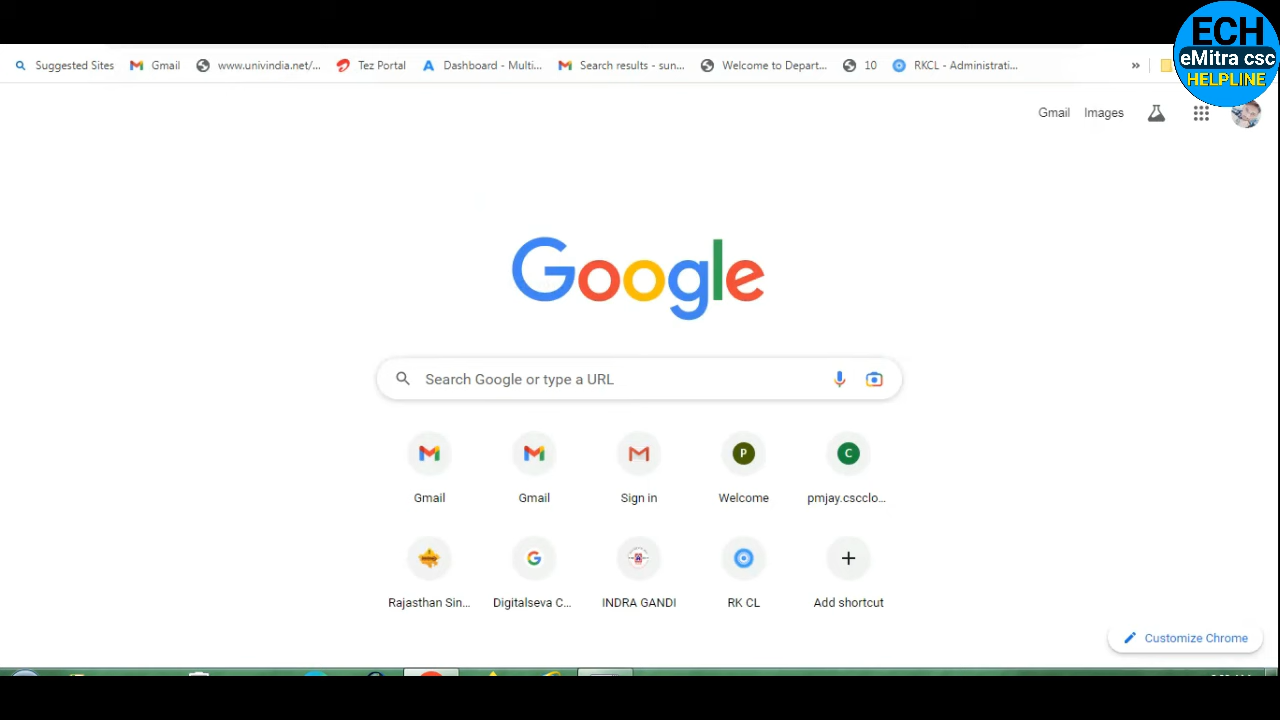 ECH
eMitra csc
HELPLINE
Suggested Sites Gmail www.univindia.net/... Tez Portal Dashboard - Multi... Search results - sun... Welcome to Depart... 10 RKCL - Administrati... »
Gmail Images
Google
Search Google or type a URL
Gmail Gmail Sign in Welcome pmjay.cscclo...
Rajasthan Sin... Digitalseva C... INDRA GANDI RK CL Add shortcut
Customize Chrome